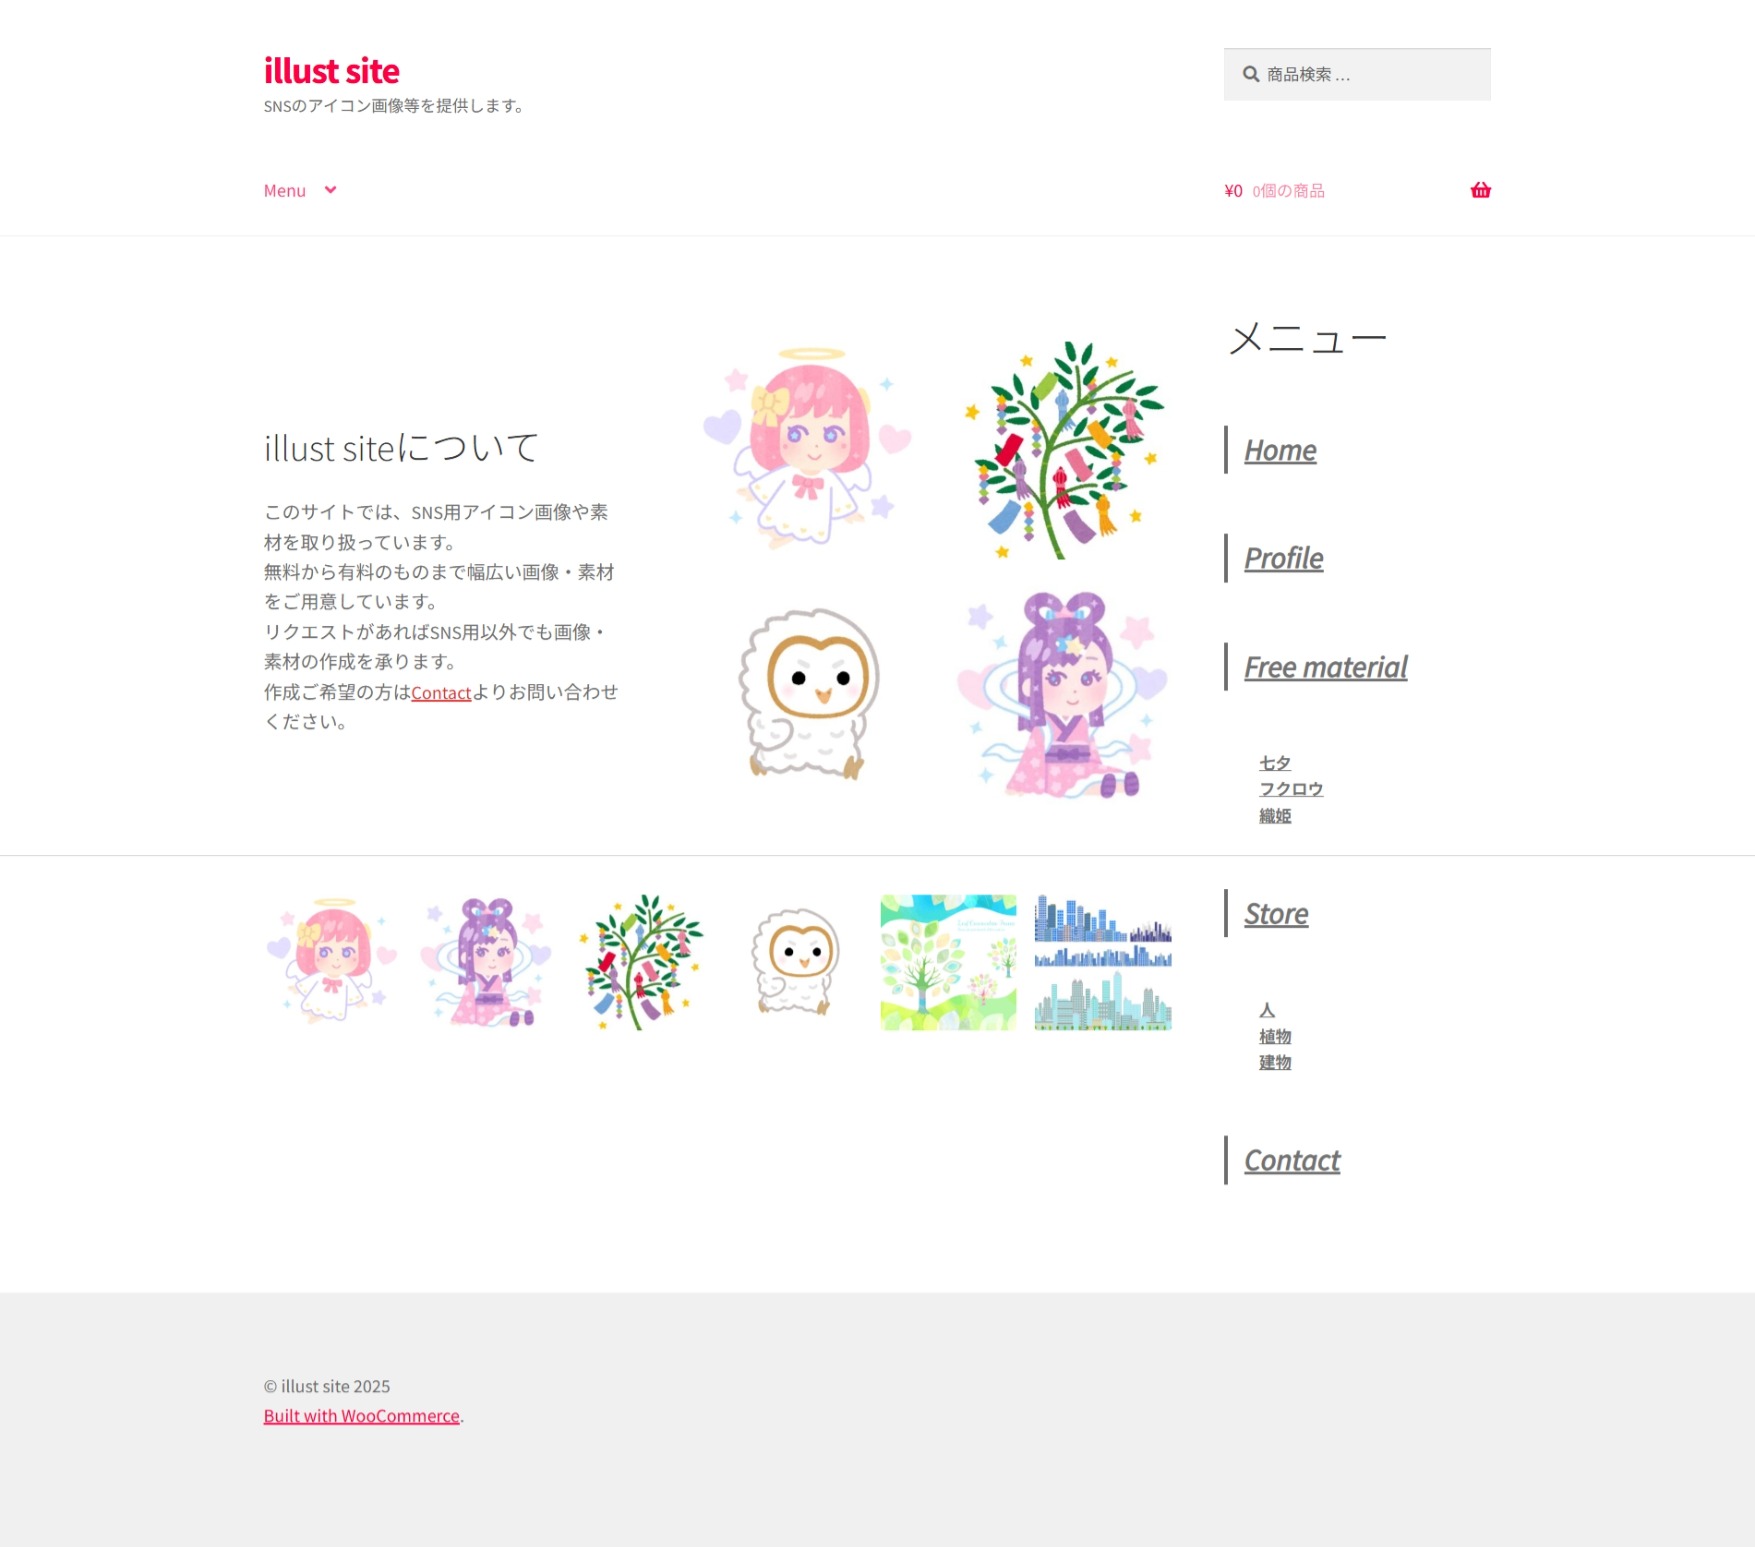 illust site
SNSのアイコン画像等を提供します。
商品検索 …
Menu
¥0 0個の商品
illust siteについて
このサイトでは、SNS用アイコン画像や素
材を取り扱っています。
無料から有料のものまで幅広い画像・素材
をご用意しています。
リクエストがあればSNS用以外でも画像・
素材の作成を承ります。
作成ご希望の方はContactよりお問い合わせ
ください。
メニュー
Home
Profile
Free material
七夕
フクロウ
織姫
Store
人
植物
建物
Contact
© illust site 2025
Built with WooCommerce.